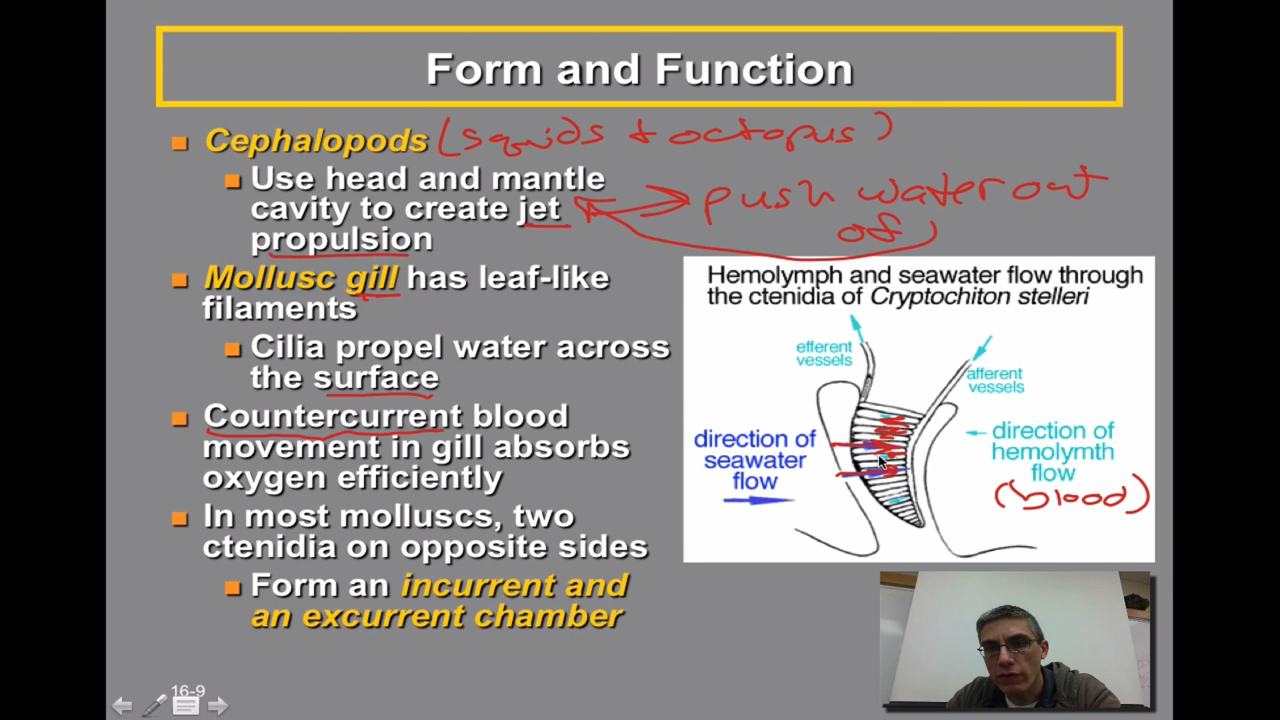 Form and Function
Cephalopods (squids + octopus)
Use head and mantle
cavity to create jet
propulsion
push water out
of
Mollusc gill has leaf-like
filaments
Cilia propel water across
the surface
Countercurrent blood
movement in gill absorbs
oxygen efficiently
In most molluscs, two
ctenidia on opposite sides
Form an incurrent and
an excurrent chamber
Hemolymph and seawater flow through
the ctenidia of Cryptochiton stelleri
efferent
vessels
afferent
vessels
direction of
seawater
flow
direction of
hemolymth
flow
(blood)
16-9